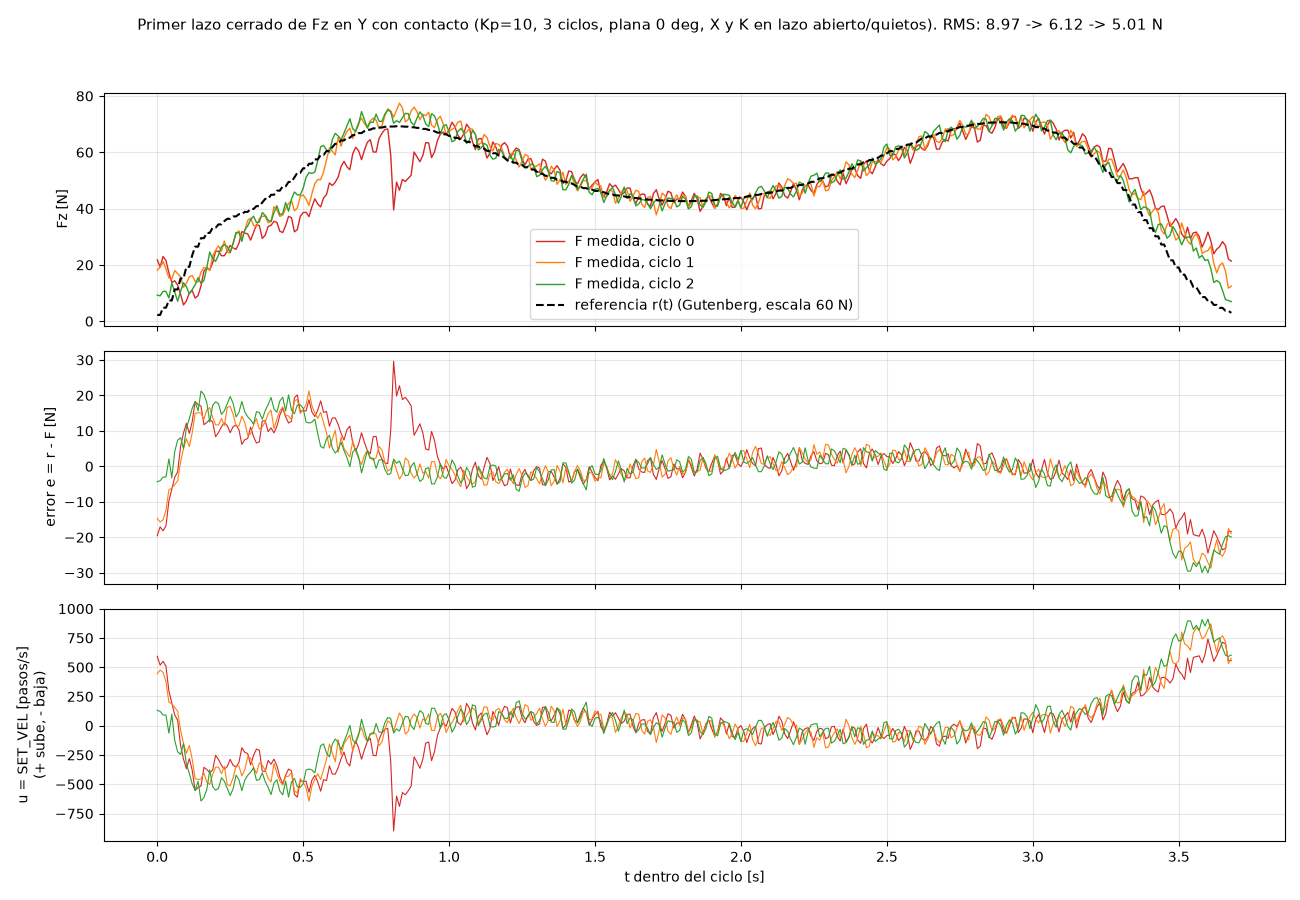 Primer lazo cerrado de Fz en Y con contacto (Kp=10, 3 ciclos, plana 0 deg, X y K en lazo abierto/quietos). RMS: 8.97 -> 6.12 -> 5.01 N
80
60
40
20
0
Fz [N]
F medida, ciclo 0
F medida, ciclo 1
F medida, ciclo 2
referencia r(t) (Gutenberg, escala 60 N)
30
20
10
0
−10
−20
−30
error e = r - F [N]
1000
750
500
250
0
−250
−500
−750
u = SET_VEL [pasos/s]
(+ sube, - baja)
0.0 0.5 1.0 1.5 2.0 2.5 3.0 3.5
t dentro del ciclo [s]